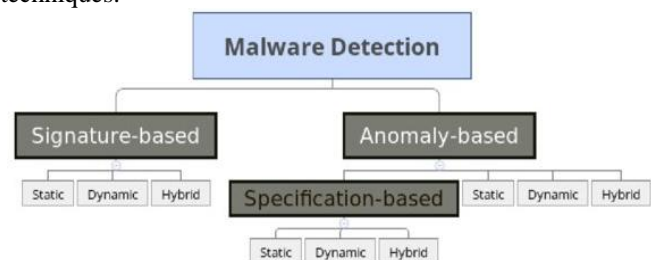 techniques.
Malware Detection
Signature-based
Anomaly-based
Static
Dynamic
Hybrid
Specification-based
Static
Dynamic
Hybrid
Static
Dynamic
Hybrid